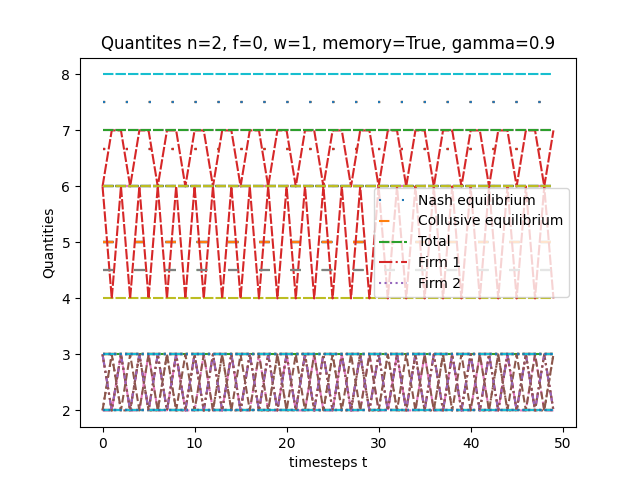 Quantites n=2, f=0, w=1, memory=True, gamma=0.9
Quantities
8
7
6
5
4
3
2
Nash equilibrium
Collusive equilibrium
Total
Firm 1
Firm 2
0 10 20 30 40 50
timesteps t